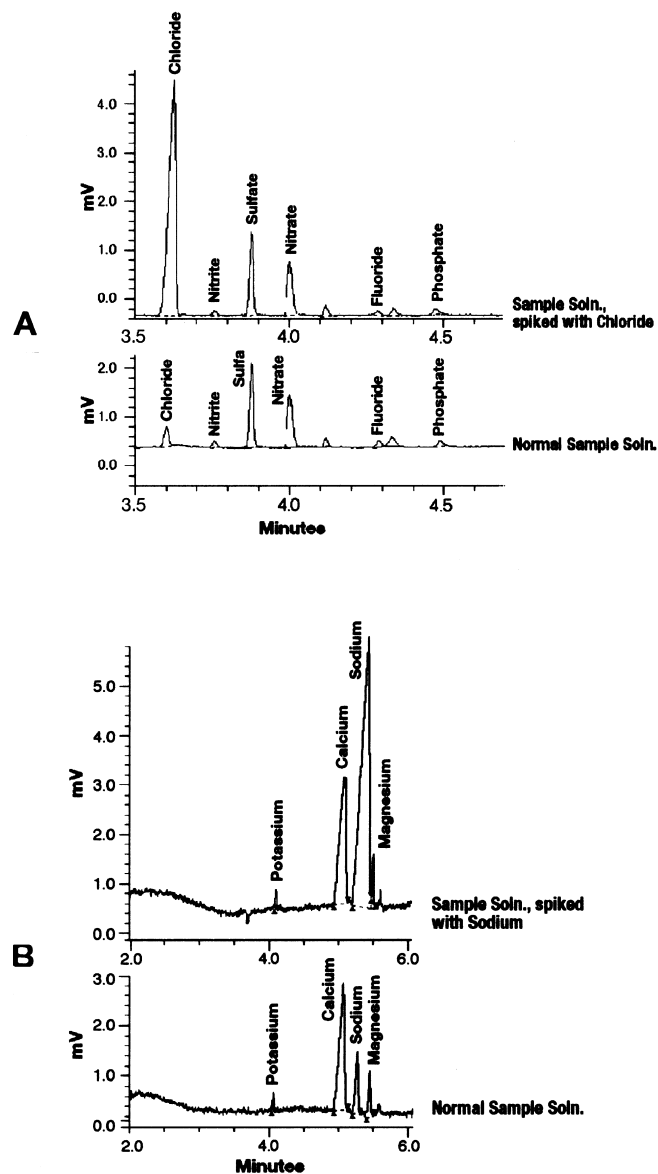 Chloride
4.0
3.0
2.0
1.0
0.0
mV
Nitrite
Sulfate
Nitrate
Fluoride
Phosphate
Sample Soln.,
spiked with Chloride
A
3.5
4.0
4.5
2.0
1.0
0.0
mV
Chloride
Nitrite
Sulfa
Nitrate
Fluoride
Phosphate
Normal Sample Soln.
3.5
4.0
4.5
Minutes
5.0
4.0
3.0
2.0
1.0
0.0
mV
Potassium
Calcium
Sodium
Magnesium
Sample Soln., spiked
with Sodium
2.0
4.0
6.0
B
3.0
2.0
1.0
0.0
mV
Potassium
Calcium
Sodium
Magnesium
Normal Sample Soln.
2.0
4.0
6.0
Minutes